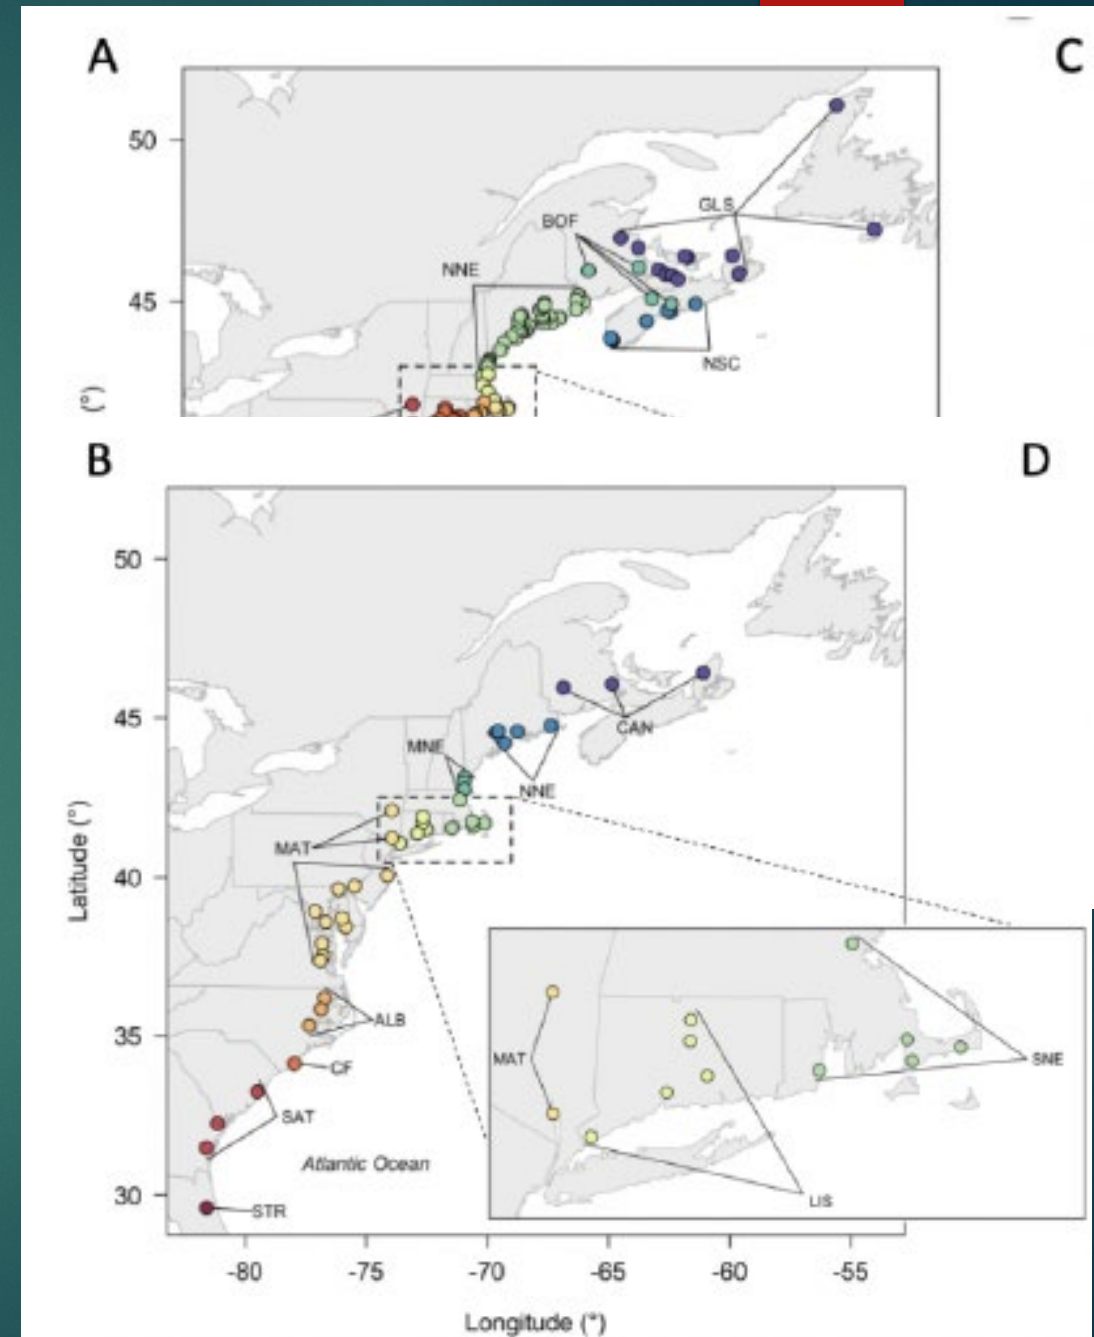 A
C
50
GLS
BOF
NNE
45
NSC
(°)
B
D
50
45
CAN
MNE
NNE
MAT
40
Latitude (°)
ALB
35
CF
SAT
Atlantic Ocean
30
STR
MAT
SNE
LIS
-80 -75 -70 -65 -60 -55
Longitude (°)